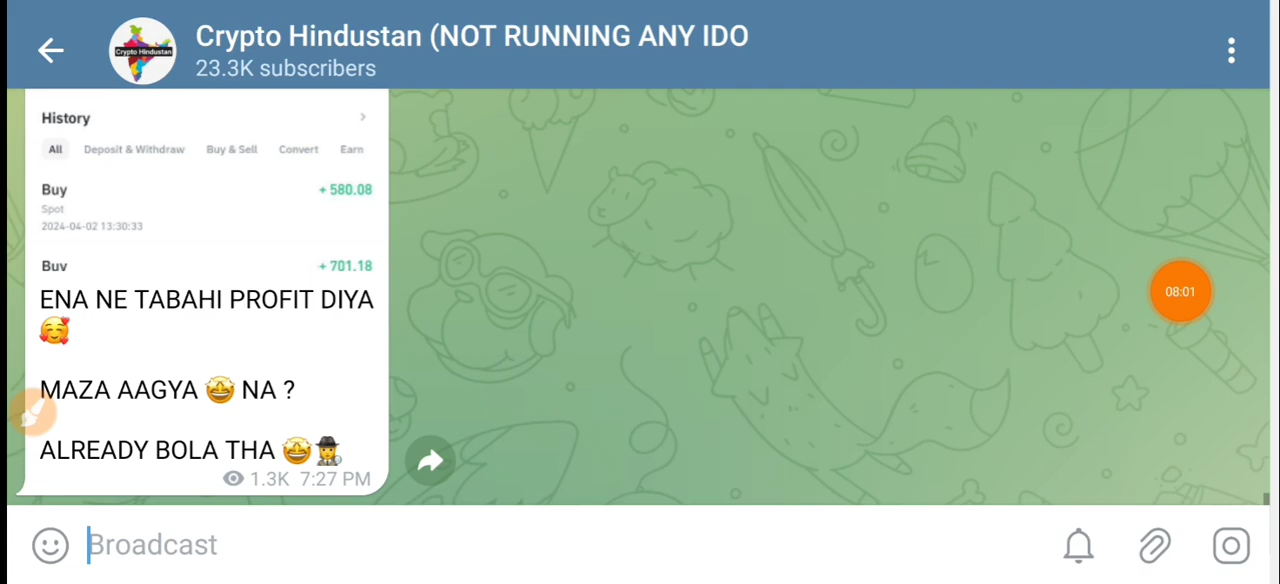 Crypto Hindustan (NOT RUNNING ANY IDO
Crypto Hindustan
23.3K subscribers
History
All Deposit & Withdraw Buy & Sell Convert Earn
Buy + 580.08
Spot
2024-04-02 13:30:33
Buy + 701.18
ENA NE TABAHI PROFIT DIYA
🥰
MAZA AAGYA 🤩 NA ?
ALREADY BOLA THA 🤩🕵️
1.3K 7:27 PM
08:01
Broadcast